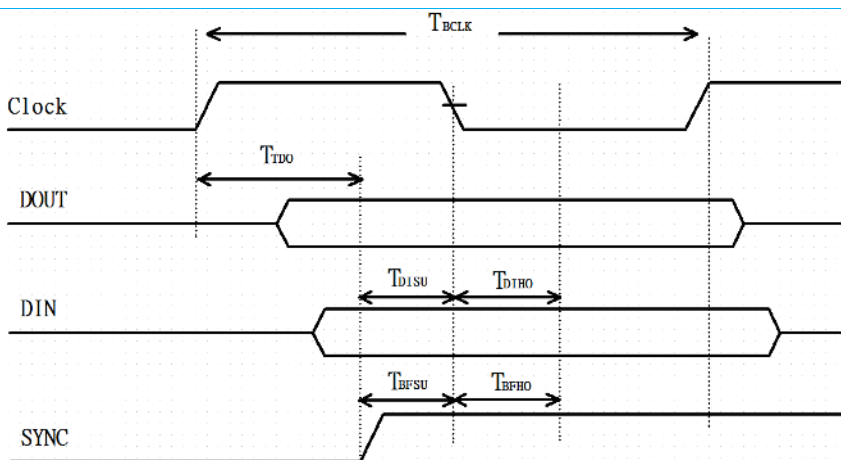 TBCLK
Clock
TTDO
DOUT
TDISU TDIHO
DIN
TBFSU TBFHO
SYNC